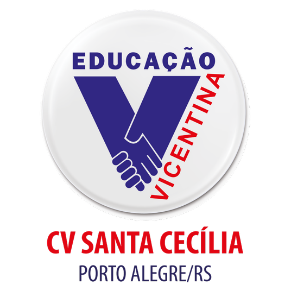 EDUCAÇÃO
V
VICENTINA
CV SANTA CECÍLIA
PORTO ALEGRE/RS